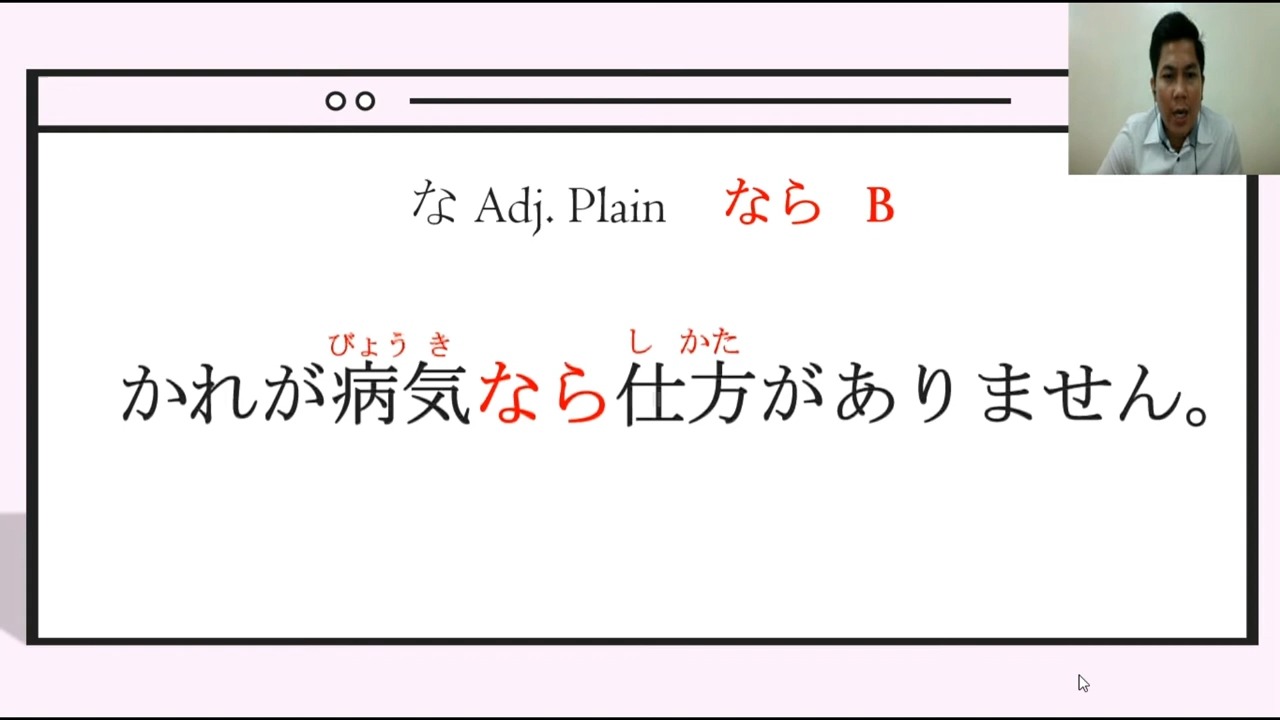 な Adj. Plain なら B
びょう き し かた
かれが病気なら仕方がありません。